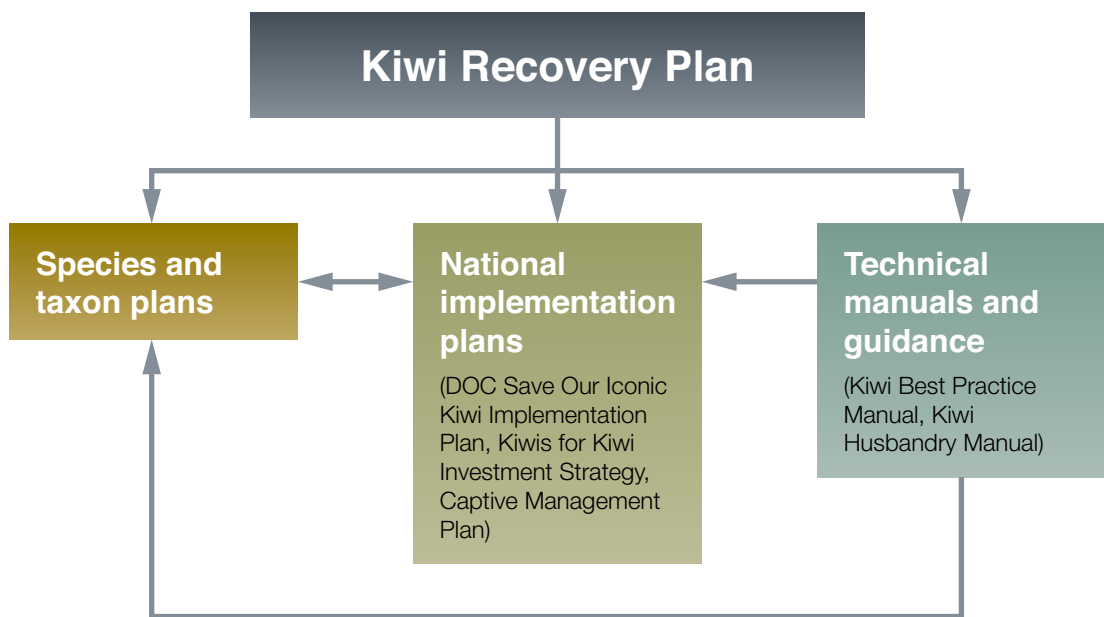 Kiwi Recovery Plan
Species and
taxon plans
National
implementation
plans
(DOC Save Our Iconic
Kiwi Implementation
Plan, Kiwis for Kiwi
Investment Strategy,
Captive Management
Plan)
Technical
manuals and
guidance
(Kiwi Best Practice
Manual, Kiwi
Husbandry Manual)